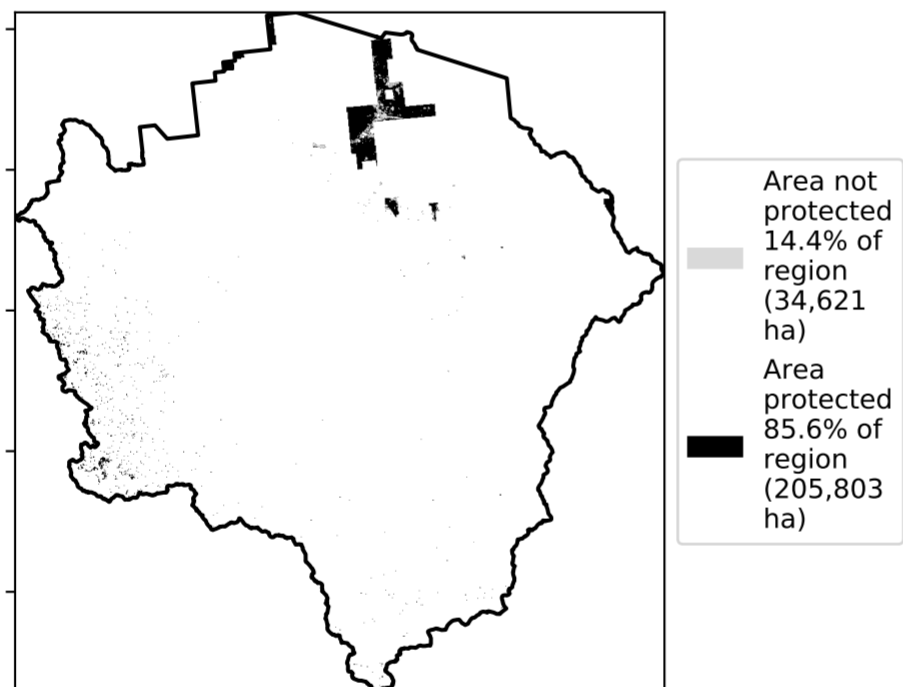 Area not
protected
14.4% of
region
(34,621
ha)
Area
protected
85.6% of
region
(205,803
ha)